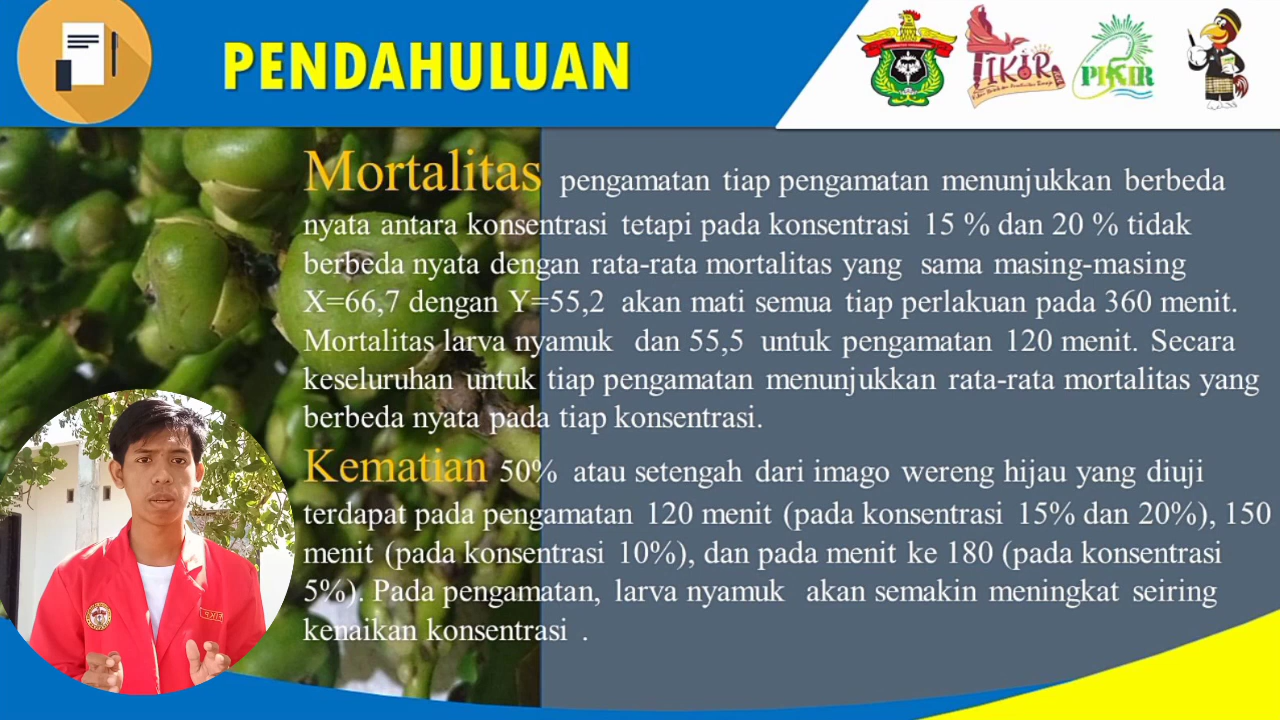 PENDAHULUAN
TIKIR
PIKIR
Mortalitas pengamatan tiap pengamatan menunjukkan berbeda
nyata antara konsentrasi tetapi pada konsentrasi 15 % dan 20 % tidak
berbeda nyata dengan rata-rata mortalitas yang sama masing-masing
X=66,7 dengan Y=55,2 akan mati semua tiap perlakuan pada 360 menit.
Mortalitas larva nyamuk dan 55,5 untuk pengamatan 120 menit. Secara
keseluruhan untuk tiap pengamatan menunjukkan rata-rata mortalitas yang
berbeda nyata pada tiap konsentrasi.
Kematian 50% atau setengah dari imago wereng hijau yang diuji
terdapat pada pengamatan 120 menit (pada konsentrasi 15% dan 20%), 150
menit (pada konsentrasi 10%), dan pada menit ke 180 (pada konsentrasi
5%). Pada pengamatan, larva nyamuk akan semakin meningkat seiring
kenaikan konsentrasi .